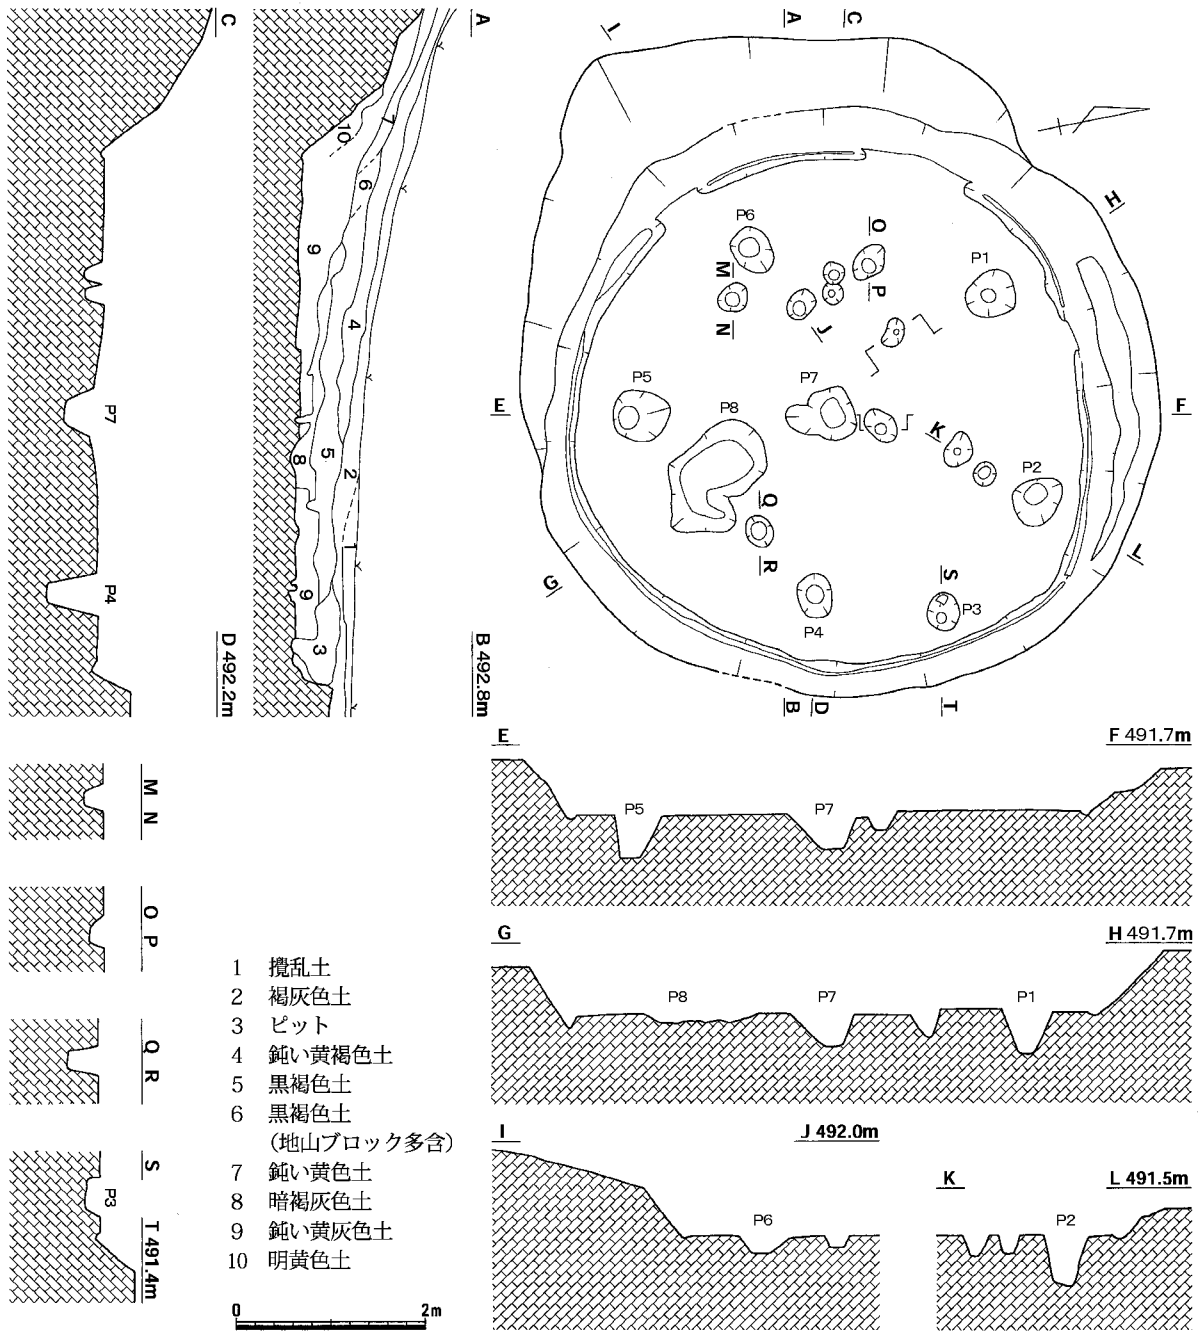 C
P7
P4
D 492.2m
A
10
7
6
9
4
5
8
2
1
9
3
B 492.8m
I
A
C
H
P6
O
P1
M
P
N
J
E
P5
P7
P8
K
F
P2
Q
R
L
G
S
P3
P4
B
D
T
E
F 491.7m
P5
P7
G
H 491.7m
P8
P7
P1
I
J 492.0m
P6
K
L 491.5m
P2
M N
O P
Q R
S
P3
T 491.4m
1 攪乱土
2 褐灰色土
3 ピット
4 鈍い黄褐色土
5 黒褐色土
6 黒褐色土
(地山ブロック多含)
7 鈍い黄色土
8 暗褐灰色土
9 鈍い黄灰色土
10 明黄色土
0 2m